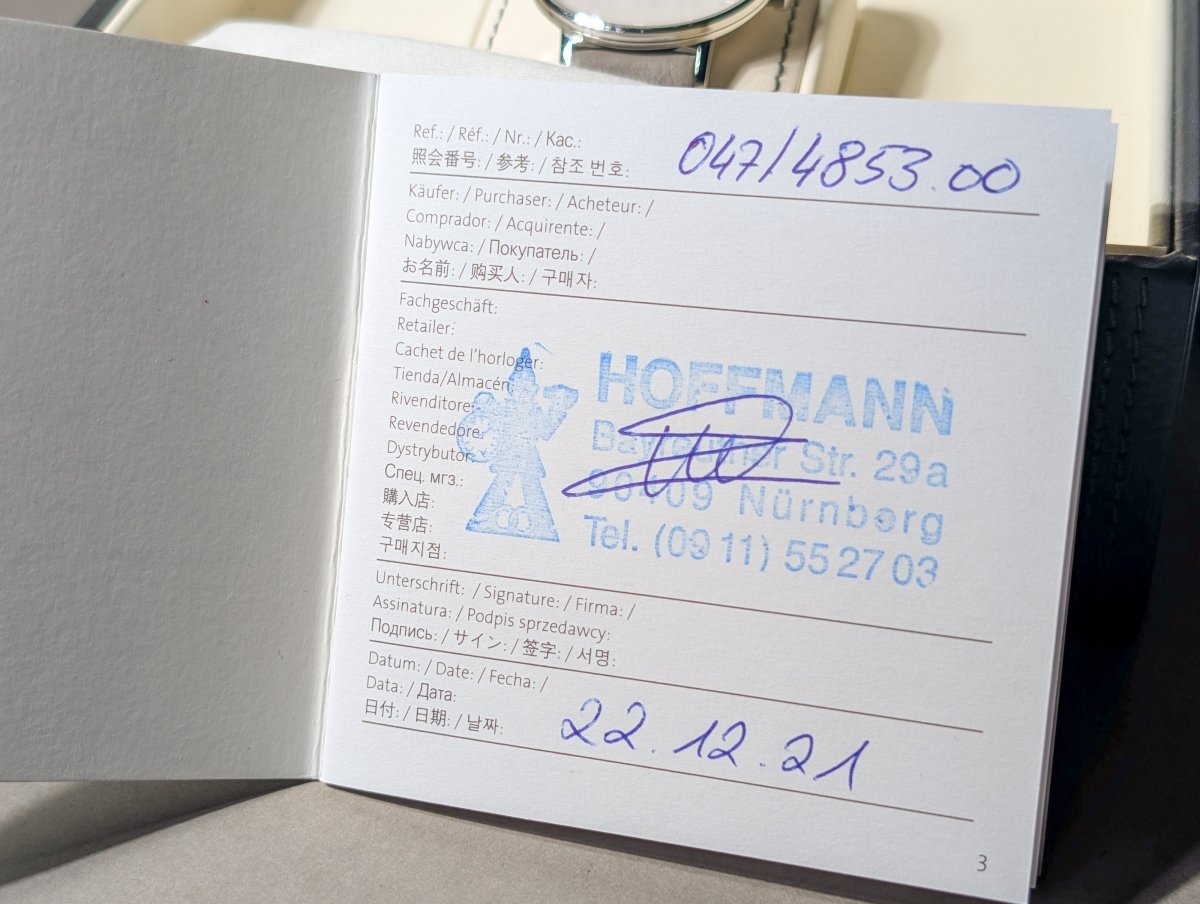 Ref.: / Réf.: / Nr.: / Kac.:
照会番号: / 参考: / 참조 번호:
047/4853.00
Käufer: / Purchaser: / Acheteur: /
Comprador: / Acquirente: /
Nabywca: / Покупатель: /
お名前: / 购买人: / 구매자:
Fachgeschäft:
Retailer:
Cachet de l'horloger:
Tienda/Almacén
Rivenditore
Revendedore
Dystrybutor
Спец. мгз.:
購入店:
专营店:
구매지점:
HOFFMANN
Bayreuther Str. 29a
90409 Nürnberg
Tel. (09 11) 55 27 03
Unterschrift: / Signature: / Firma: /
Assinatura: / Podpis sprzedawcy:
Подпись: / サイン: / 签字: / 서명:
Datum: / Date: / Fecha: /
Data: / Дата:
日付: / 日期: / 날짜:
22.12.21
3